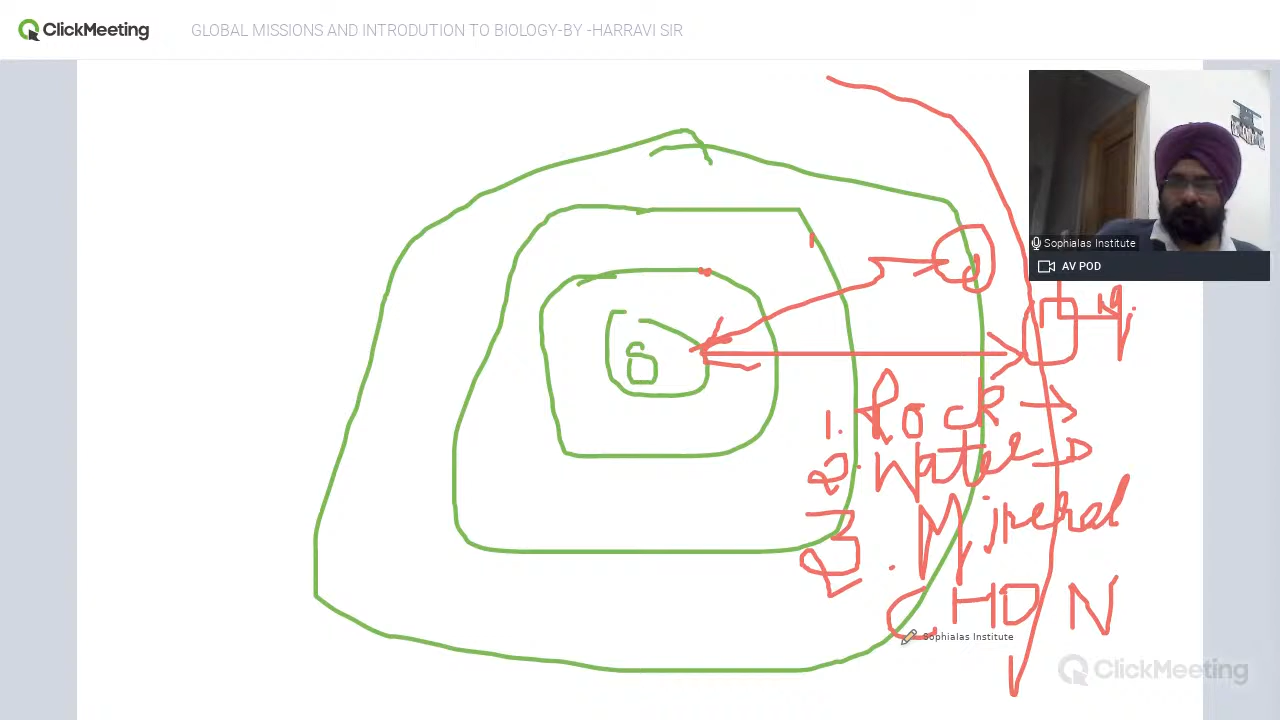 ClickMeeting
GLOBAL MISSIONS AND INTRODUTION TO BIOLOGY-BY -HARRAVI SIR
Sophialas Institute
AV POD
1. Rock →
2. Water →
3. Mineral
CHON
Sophialas Institute
ClickMeeting